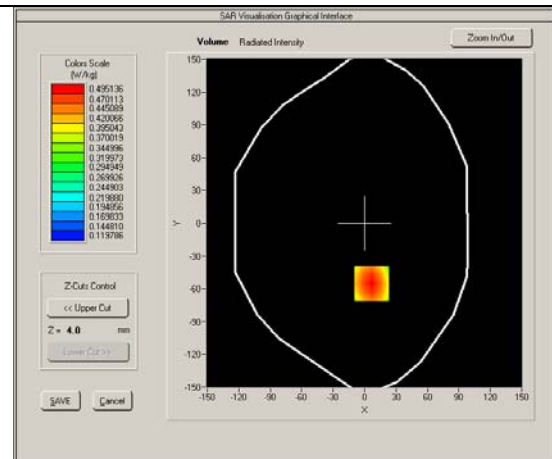 SAR Visualisation Graphical Interface
Volume Radiated Intensity
Zoom In/Out
Colors Scale
(W/kg)
0.495136
0.470113
0.445089
0.420066
0.395043
0.370019
0.344996
0.319973
0.294949
0.269926
0.244903
0.219880
0.194856
0.169833
0.144810
0.119786
150
120
90
60
30
0
-30
-60
-90
-120
-150
Y
-150 -120 -90 -60 -30 0 30 60 90 120 150
X
Z-Cuts Control
<< Upper Cut
Z = 4.0 mm
Lower Cut >>
SAVE
Cancel